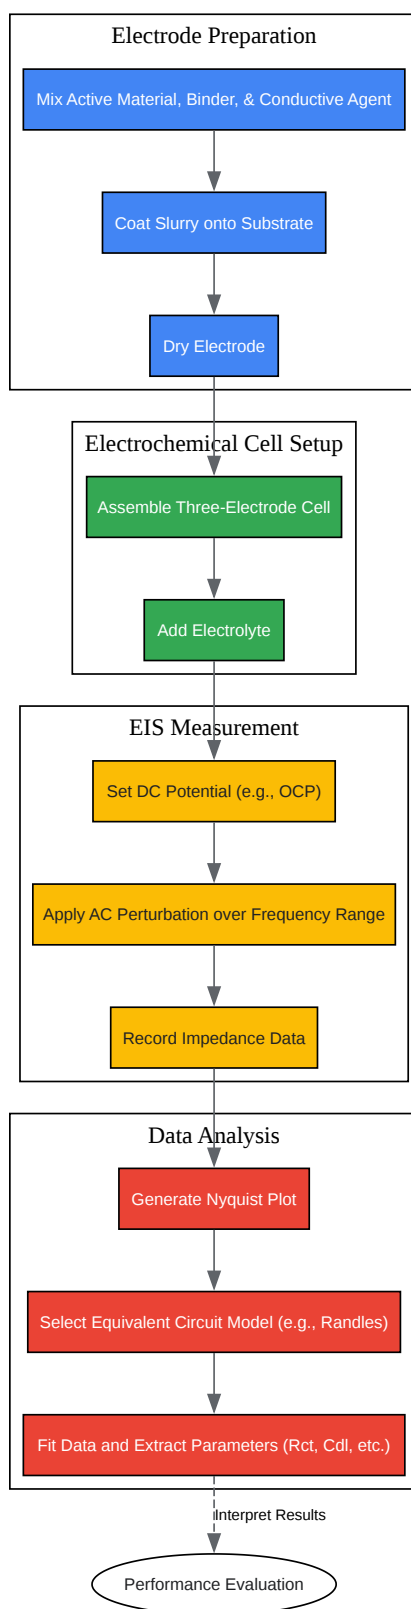 Electrode Preparation
Mix Active Material, Binder, & Conductive Agent
Coat Slurry onto Substrate
Dry Electrode
Electrochemical Cell Setup
Assemble Three-Electrode Cell
Add Electrolyte
EIS Measurement
Set DC Potential (e.g., OCP)
Apply AC Perturbation over Frequency Range
Record Impedance Data
Data Analysis
Generate Nyquist Plot
Select Equivalent Circuit Model (e.g., Randles)
Fit Data and Extract Parameters (Rct, Cdl, etc.)
Interpret Results
Performance Evaluation